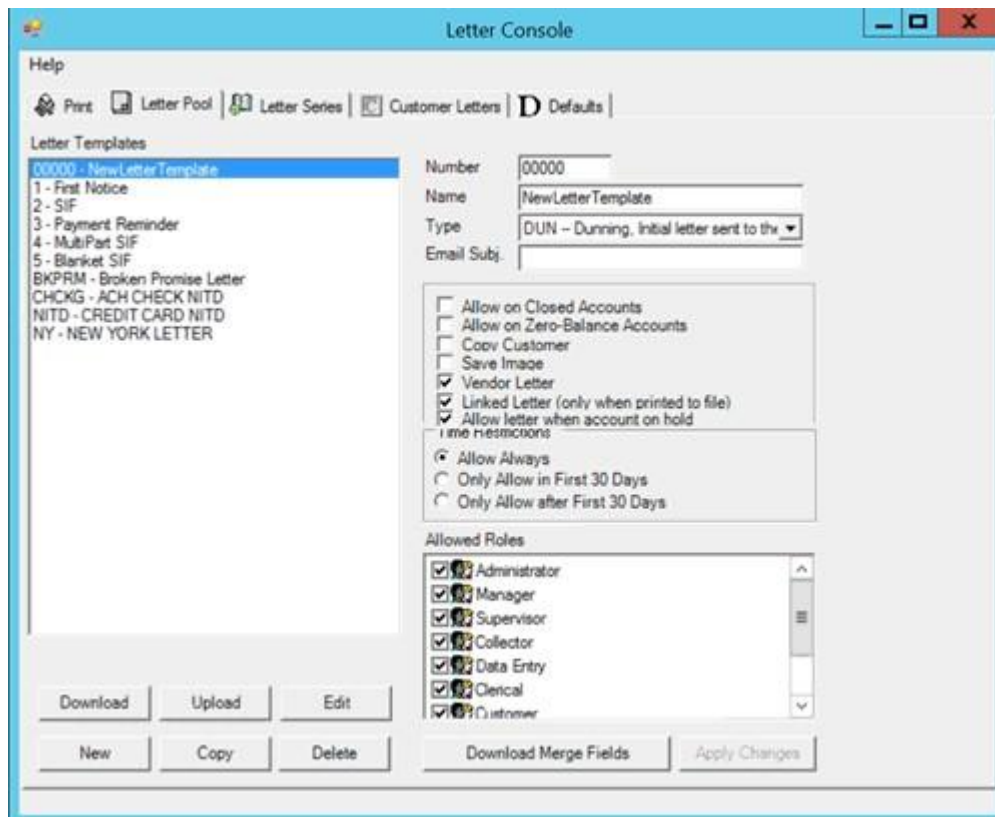 Letter Console
Help
Print Letter Pool Letter Series Customer Letters D Defaults
Letter Templates
00000 - NewLetterTemplate
1 - First Notice
2 - SIF
3 - Payment Reminder
4 - MultiPart SIF
5 - Blanket SIF
BKPRM - Broken Promise Letter
CHCKG - ACH CHECK NITD
NITD - CREDIT CARD NITD
NY - NEW YORK LETTER
Number 00000
Name NewLetterTemplate
Type DUN -- Dunning, Initial letter sent to the
Email Subj.
Allow on Closed Accounts
Allow on Zero-Balance Accounts
Copy Customer
Save Image
Vendor Letter
Linked Letter (only when printed to file)
Allow letter when account on hold
Time Restrictions
Allow Always
Only Allow in First 30 Days
Only Allow after First 30 Days
Allowed Roles
Administrator
Manager
Supervisor
Collector
Data Entry
Clerical
Customer
Download Upload Edit
New Copy Delete
Download Merge Fields Apply Changes